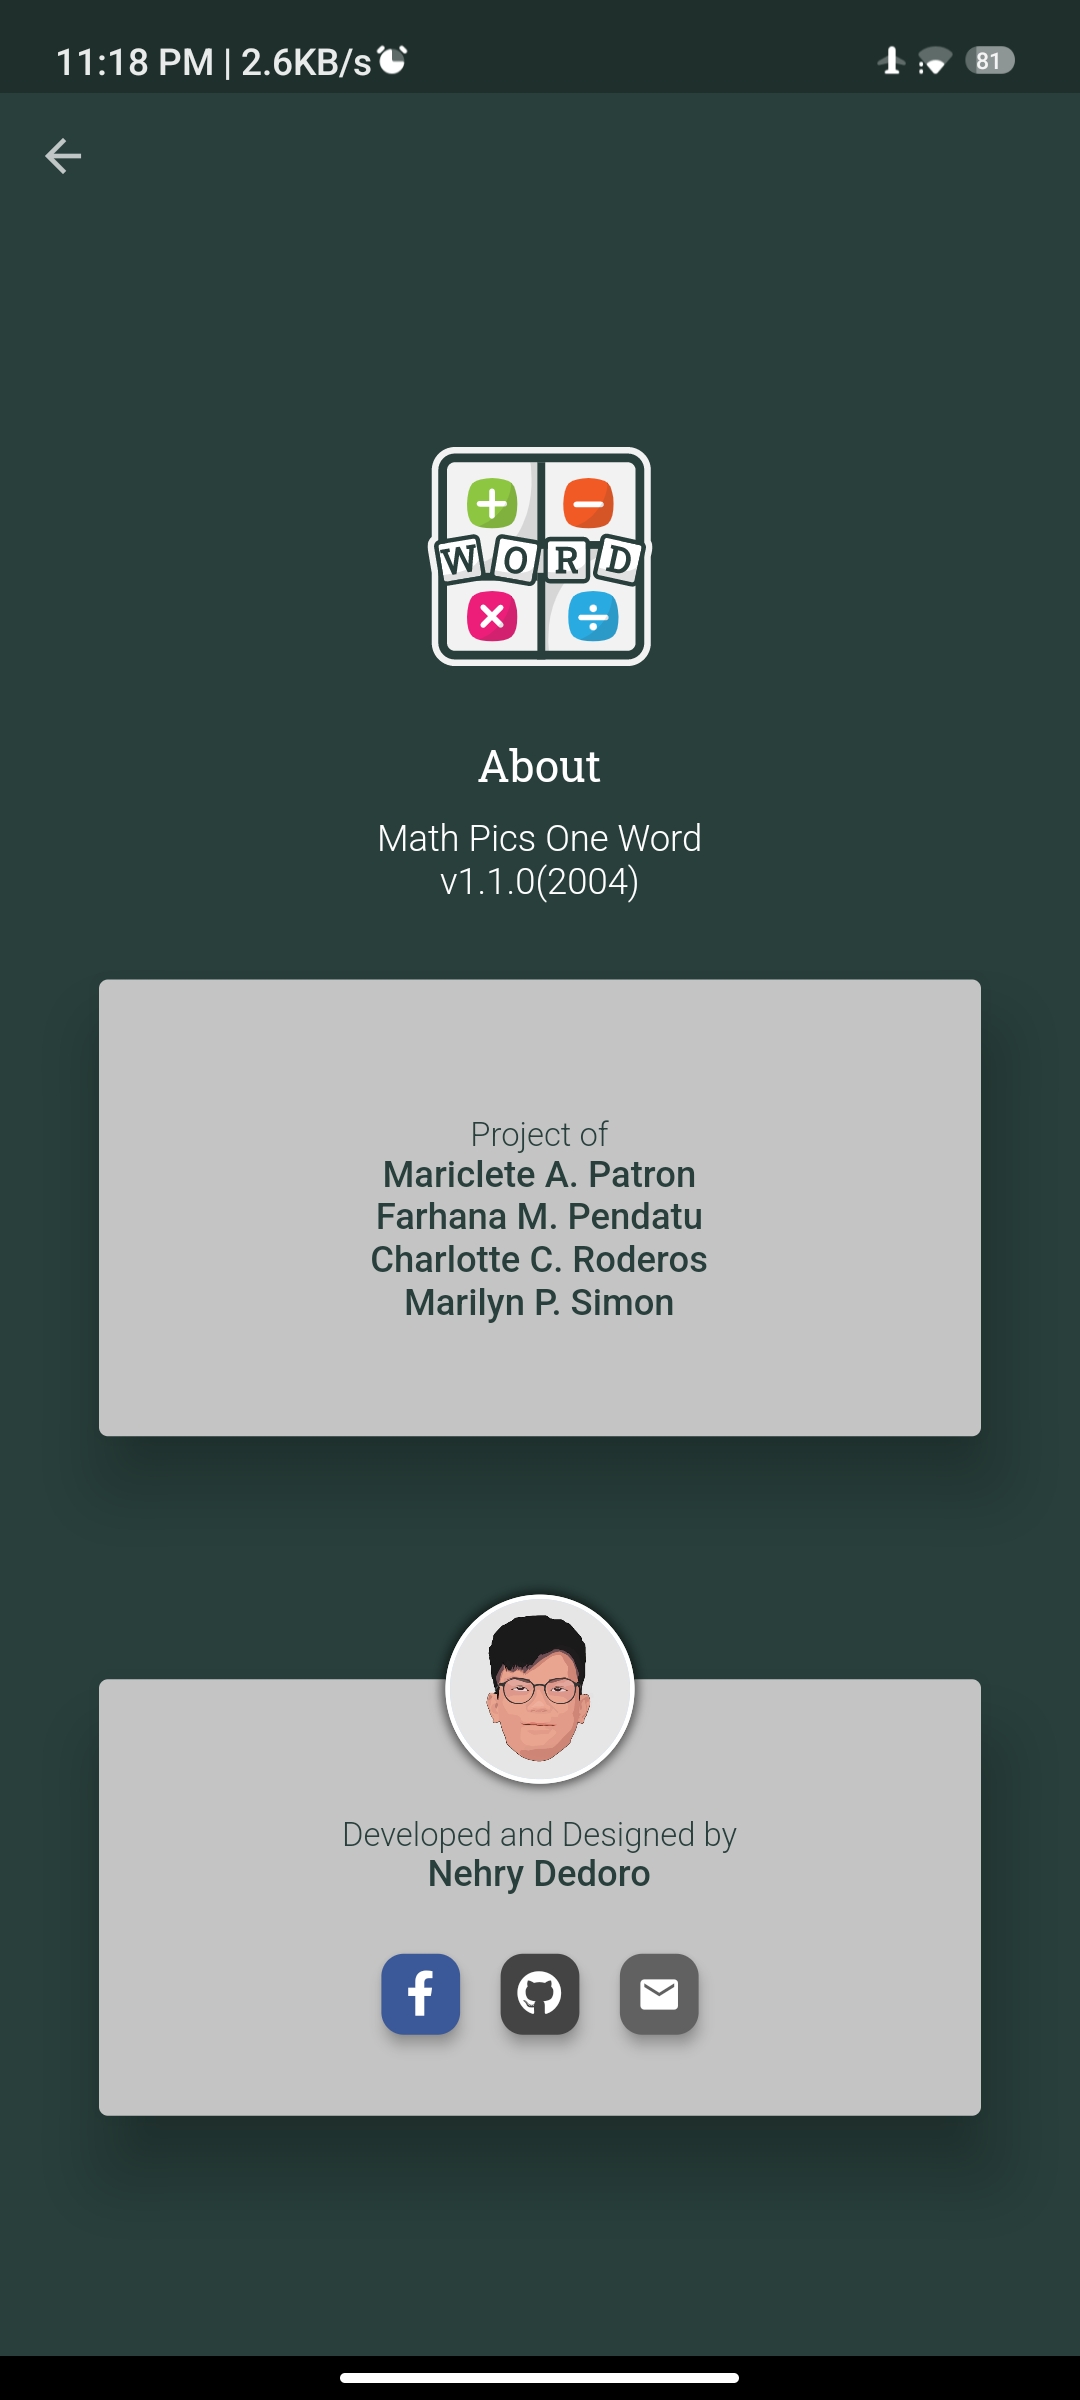 11:18 PM | 2.6KB/s
81
WORD
About
Math Pics One Word
v1.1.0(2004)
Project of
Mariclete A. Patron
Farhana M. Pendatu
Charlotte C. Roderos
Marilyn P. Simon
Developed and Designed by
Nehry Dedoro